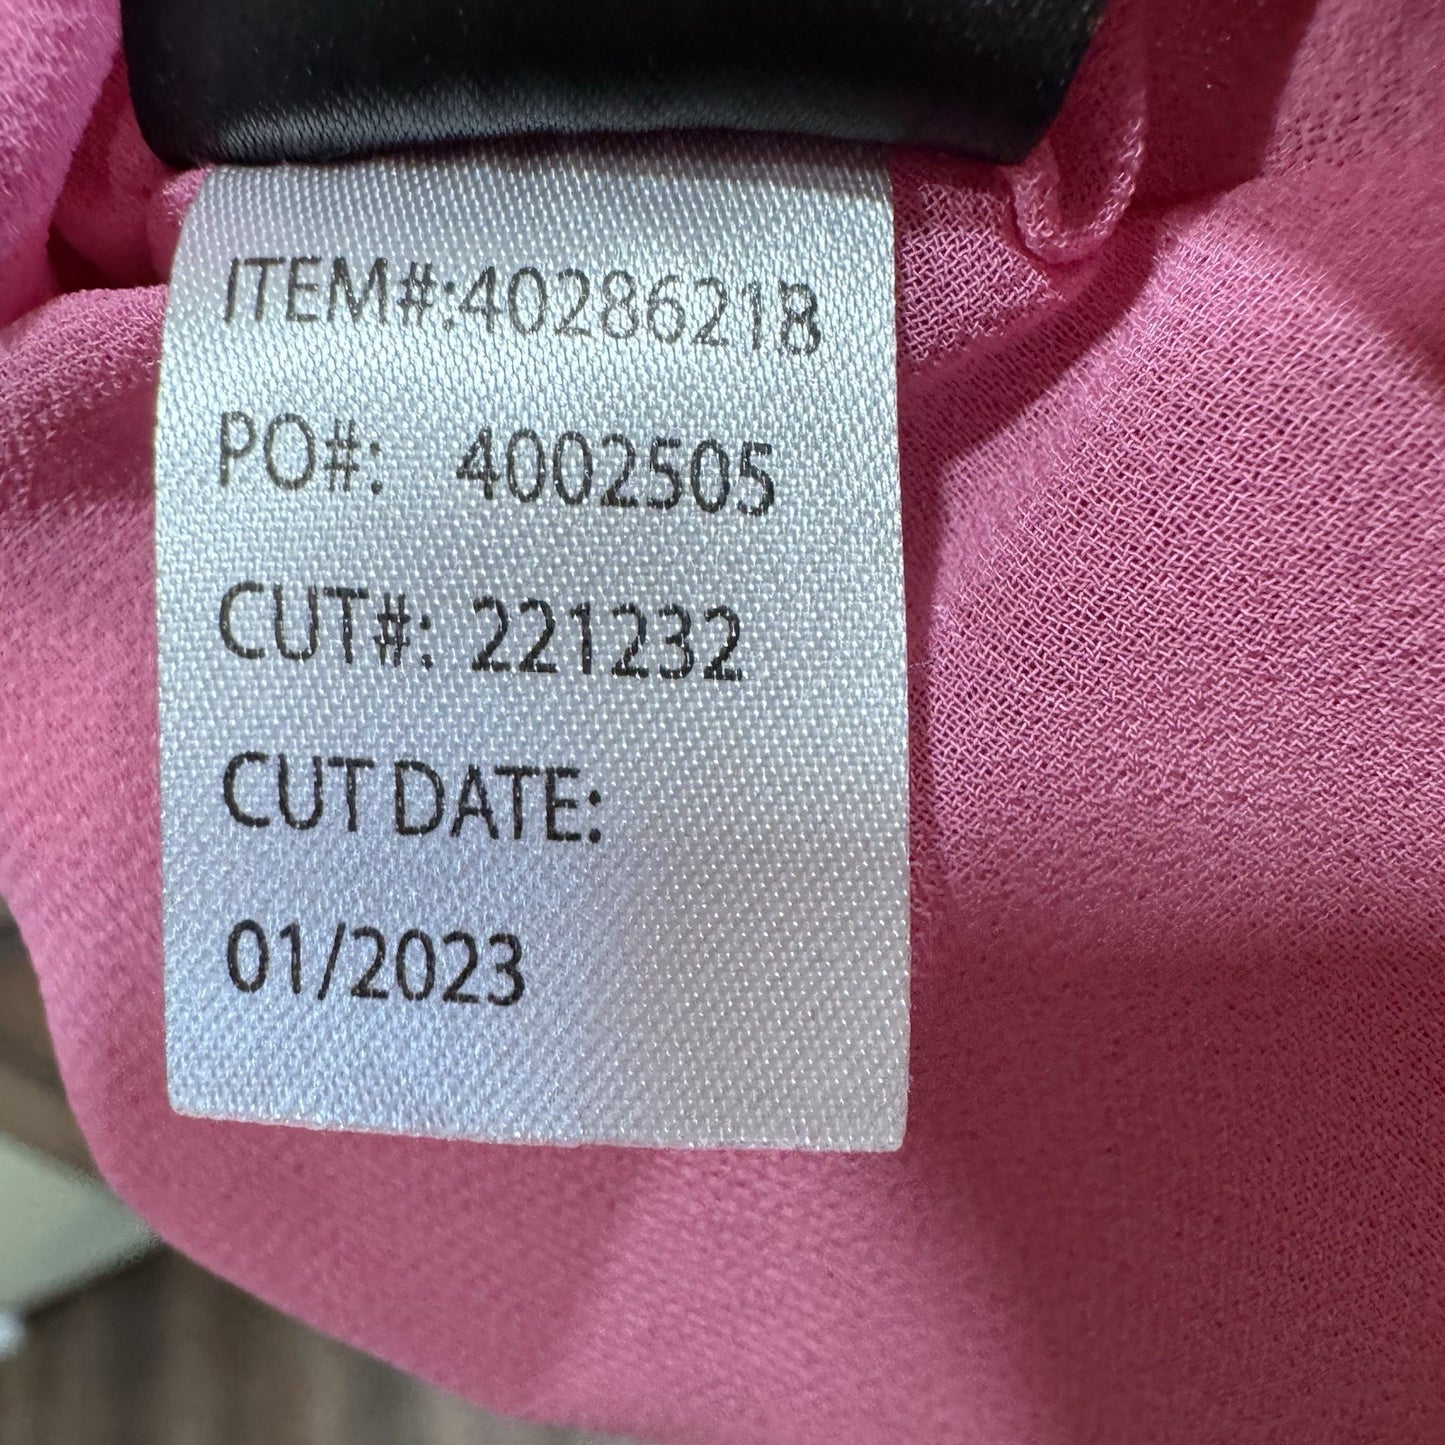 ITEM#:40286218
PO#: 4002505
CUT#: 221232
CUT DATE:
01/2023